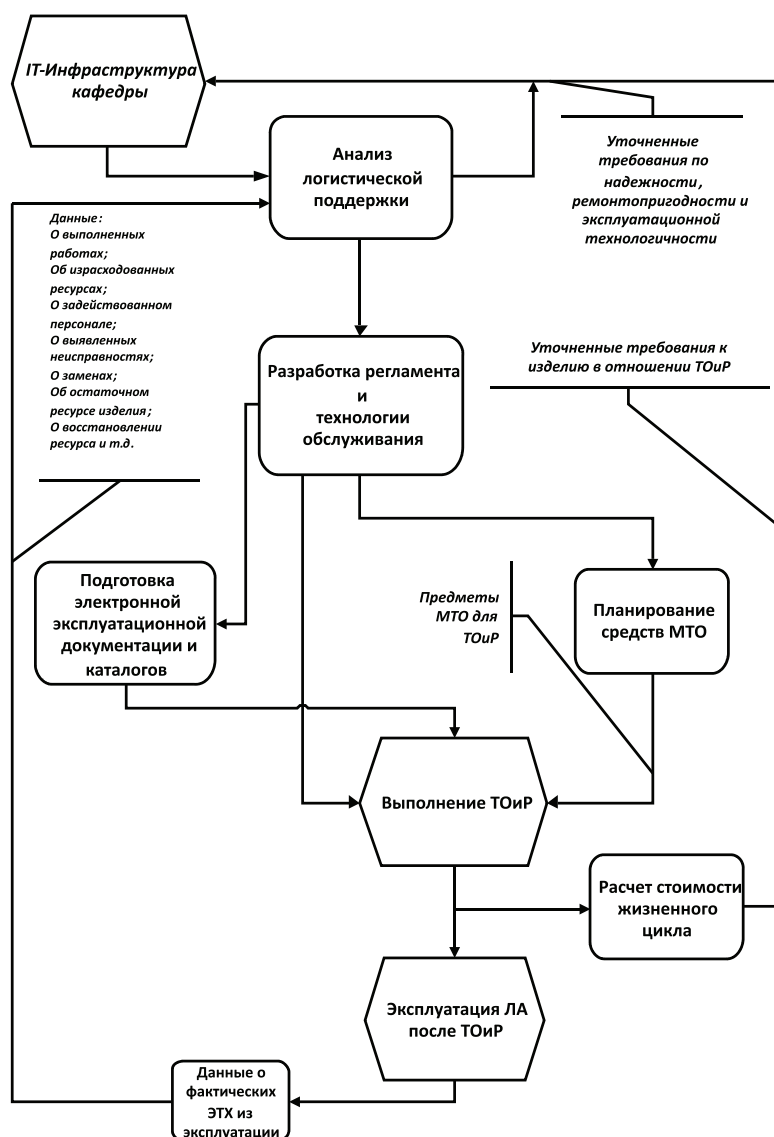 IT-Инфраструктура
кафедры
Анализ
логистической
поддержки
Уточненные
требования по
надежности,
ремонтопригодности и
эксплуатационной
технологичности
Данные:
О выполненных
работах;
Об израсходованных
ресурсах;
О задействованном
персонале;
О выявленных
неисправностях;
О заменах;
Об остаточном
ресурсе изделия;
О восстановлении
ресурса и т.д.
Разработка регламента
и
технологии
обслуживания
Уточненные требования к
изделию в отношении ТОиР
Подготовка
электронной
эксплуатационной
документации и
каталогов
Предметы
МТО для
ТОиР
Планирование
средств МТО
Выполнение ТОиР
Расчет стоимости
жизненного
цикла
Эксплуатация ЛА
после ТОиР
Данные о
фактических
ЭТХ из
эксплуатации